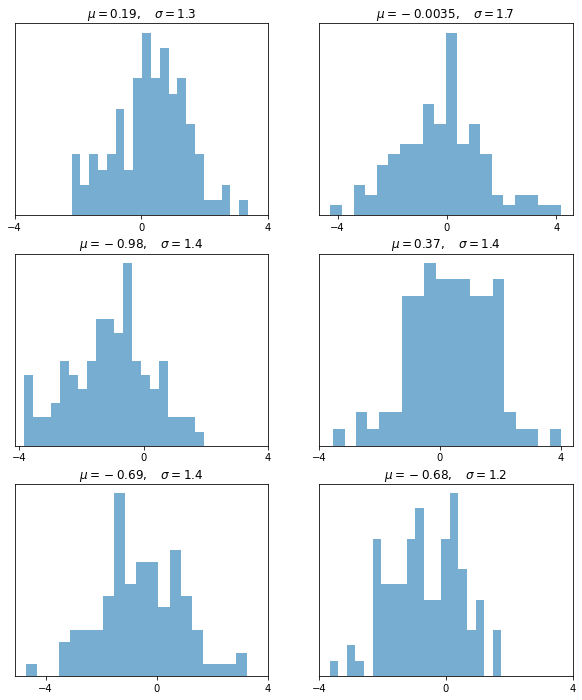 μ = 0.19, σ = 1.3
μ = −0.0035, σ = 1.7
−4 0 4
−4 0 4
μ = −0.98, σ = 1.4
μ = 0.37, σ = 1.4
−4 0 4
−4 0 4
μ = −0.69, σ = 1.4
μ = −0.68, σ = 1.2
−4 0 4
−4 0 4